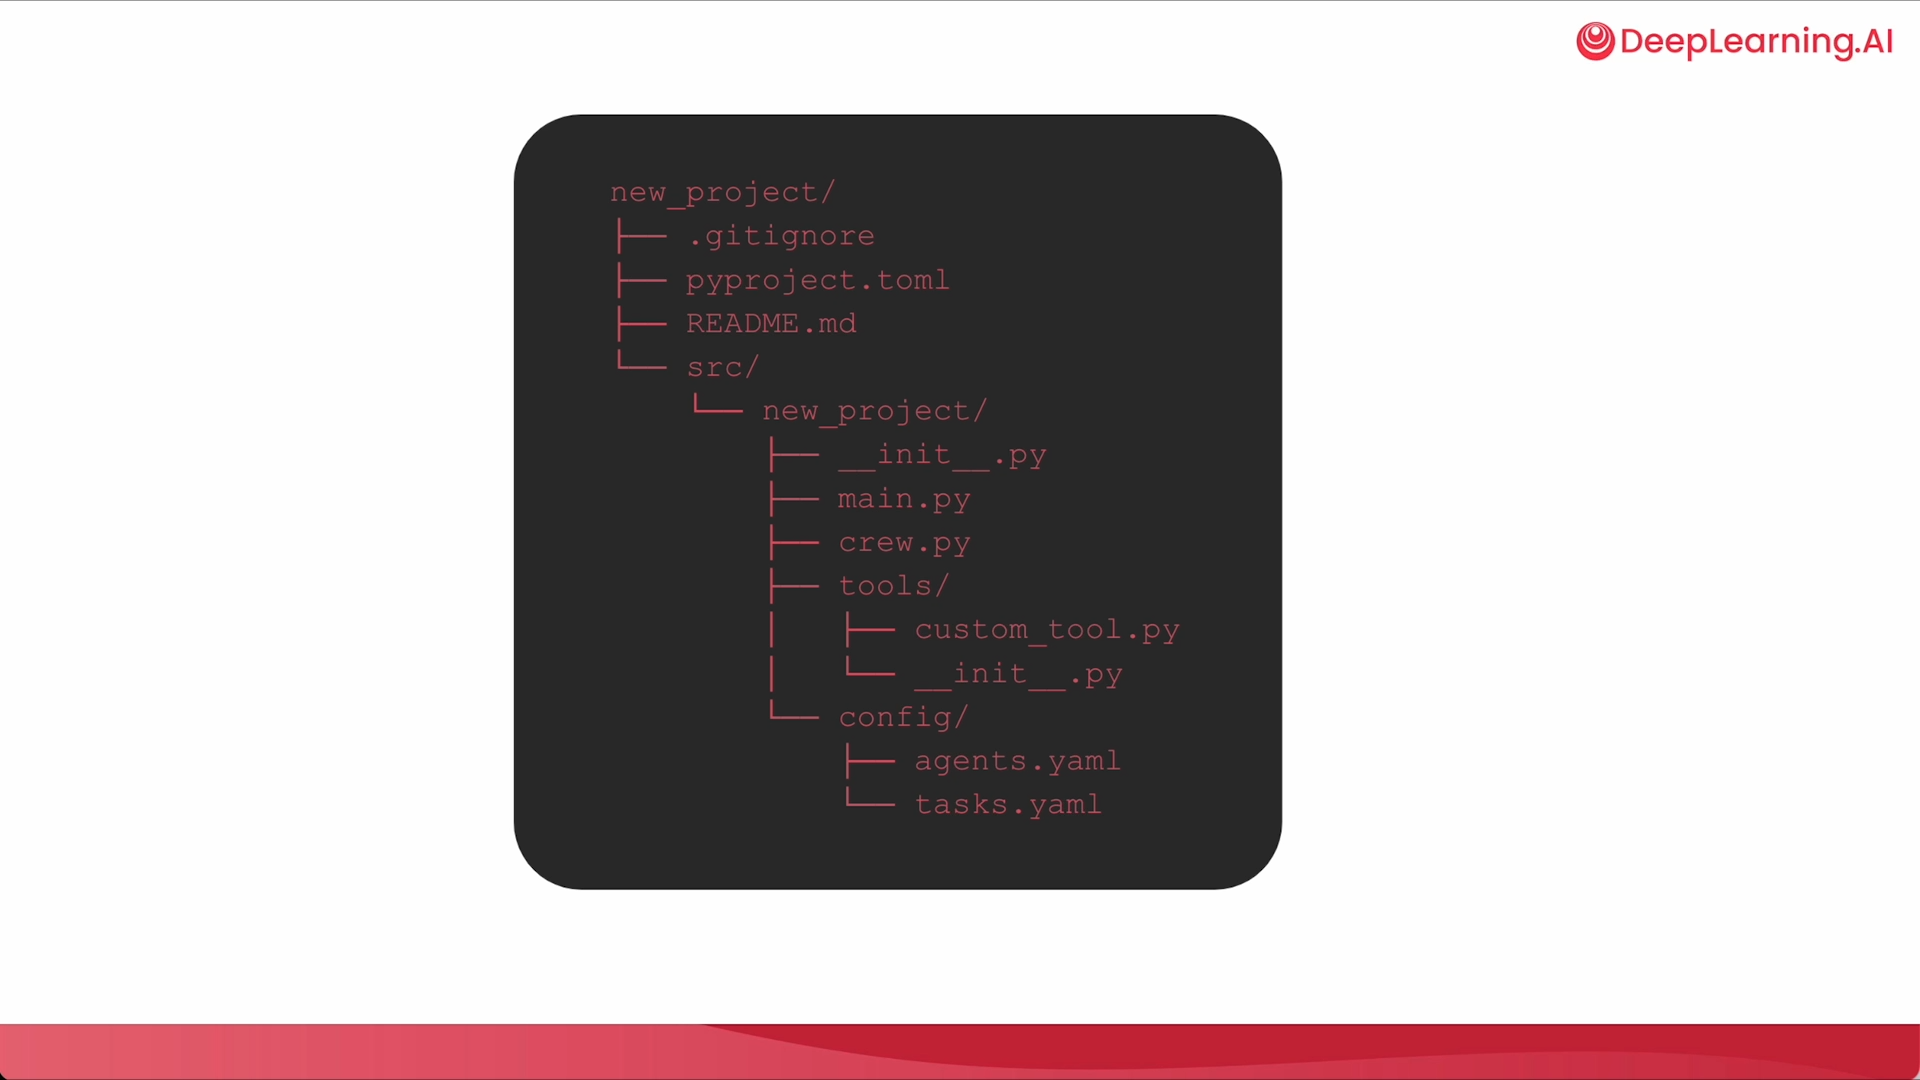 DeepLearning.AI
new_project/
├── .gitignore
├── pyproject.toml
├── README.md
└── src/
    └── new_project/
        ├── __init__.py
        ├── main.py
        ├── crew.py
        ├── tools/
        │   ├── custom_tool.py
        │   └── __init__.py
        └── config/
            ├── agents.yaml
            └── tasks.yaml